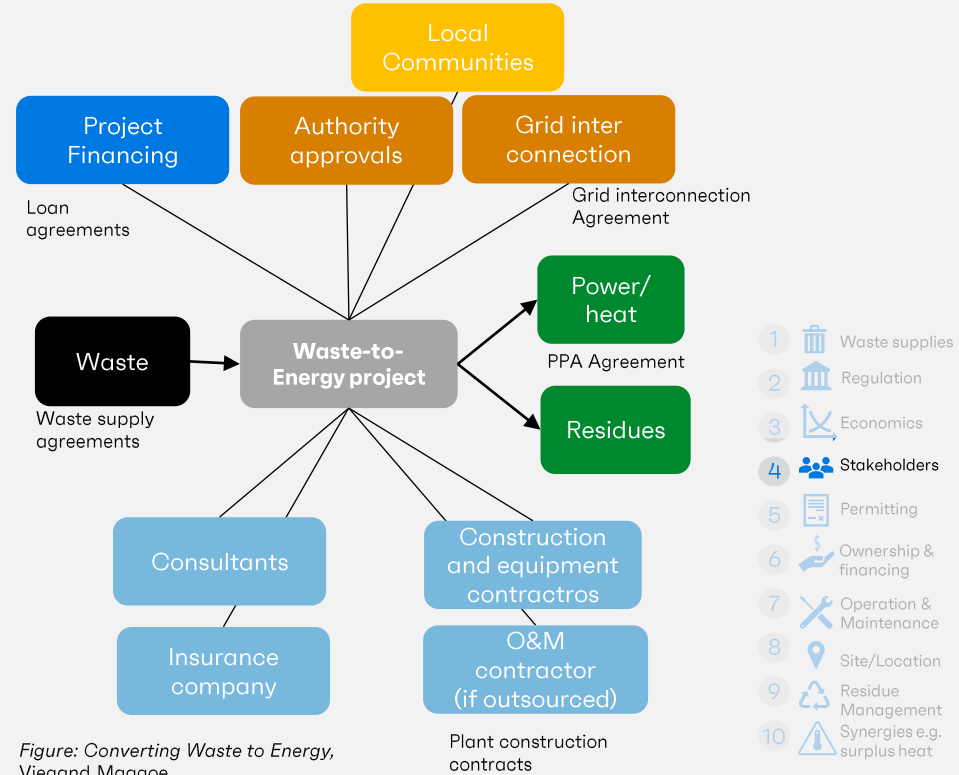 Local
Communities
Project
Financing
Authority
approvals
Grid inter
connection
Loan
agreements
Grid interconnection
Agreement
Power/
heat
Waste
Waste-to-
Energy project
PPA Agreement
Waste supply
agreements
Residues
Consultants
Construction
and equipment
contractros
Insurance
company
O&M
contractor
(if outsourced)
Plant construction
contracts
Figure: Converting Waste to Energy,
Viegand Maagøe
1 Waste supplies
2 Regulation
3 Economics
4 Stakeholders
5 Permitting
6 $ Ownership &
financing
7 Operation &
Maintenance
8 Site/Location
9 Residue
Management
10 Synergies e.g.
surplus heat